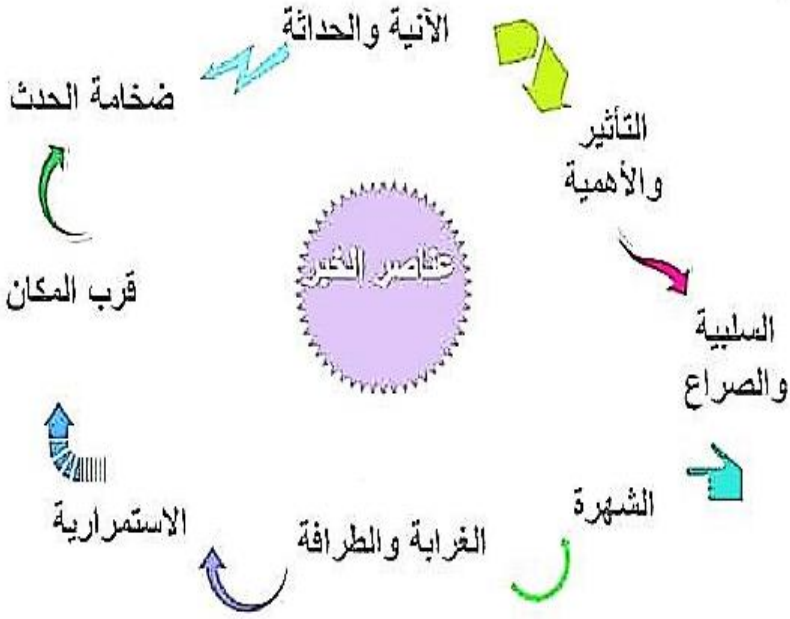 الآنية والحداثة
التأثير
والأهمية
السلبية
والصراع
الشهرة
الغرابة والطرافة
الاستمرارية
قرب المكان
ضخامة الحدث
عناصر الخبر